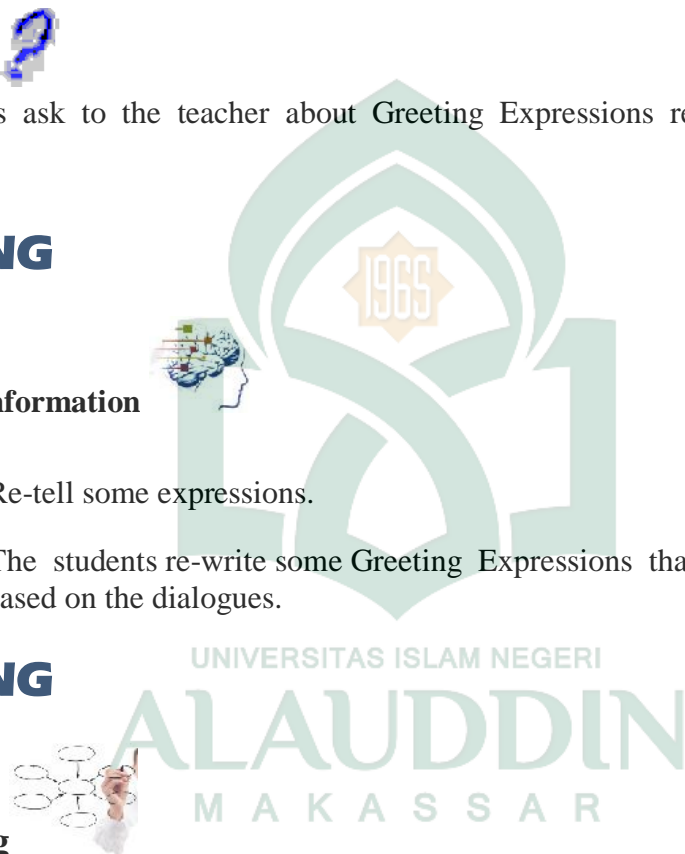 s ask to the teacher about Greeting Expressions re
NG
1965
nformation
Re-tell some expressions.
The students re-write some Greeting Expressions tha
ased on the dialogues.
UNIVERSITAS ISLAM NEGERI
NG
ALAUDDIN
MAKASSAR
g